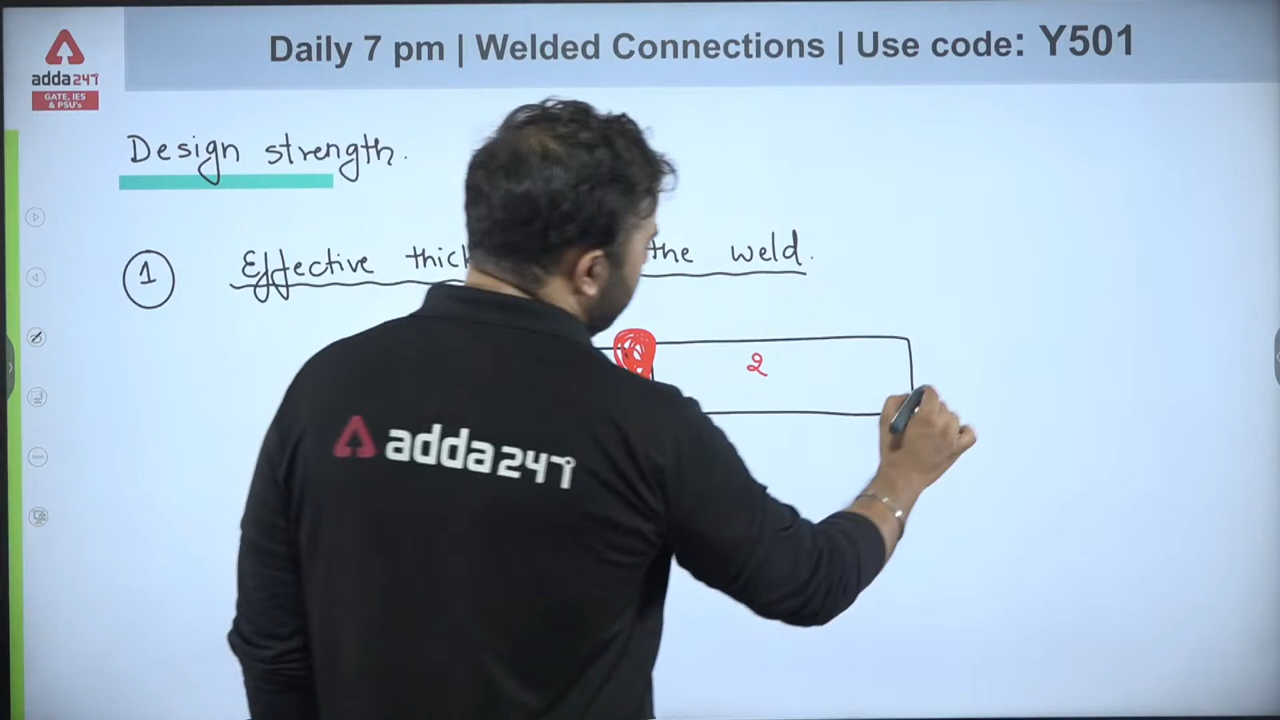 Daily 7 pm | Welded Connections | Use code: Y501
adda247
GATE, IES
& PSU's
Design strength.
1 Effective thick the weld.
2
adda247